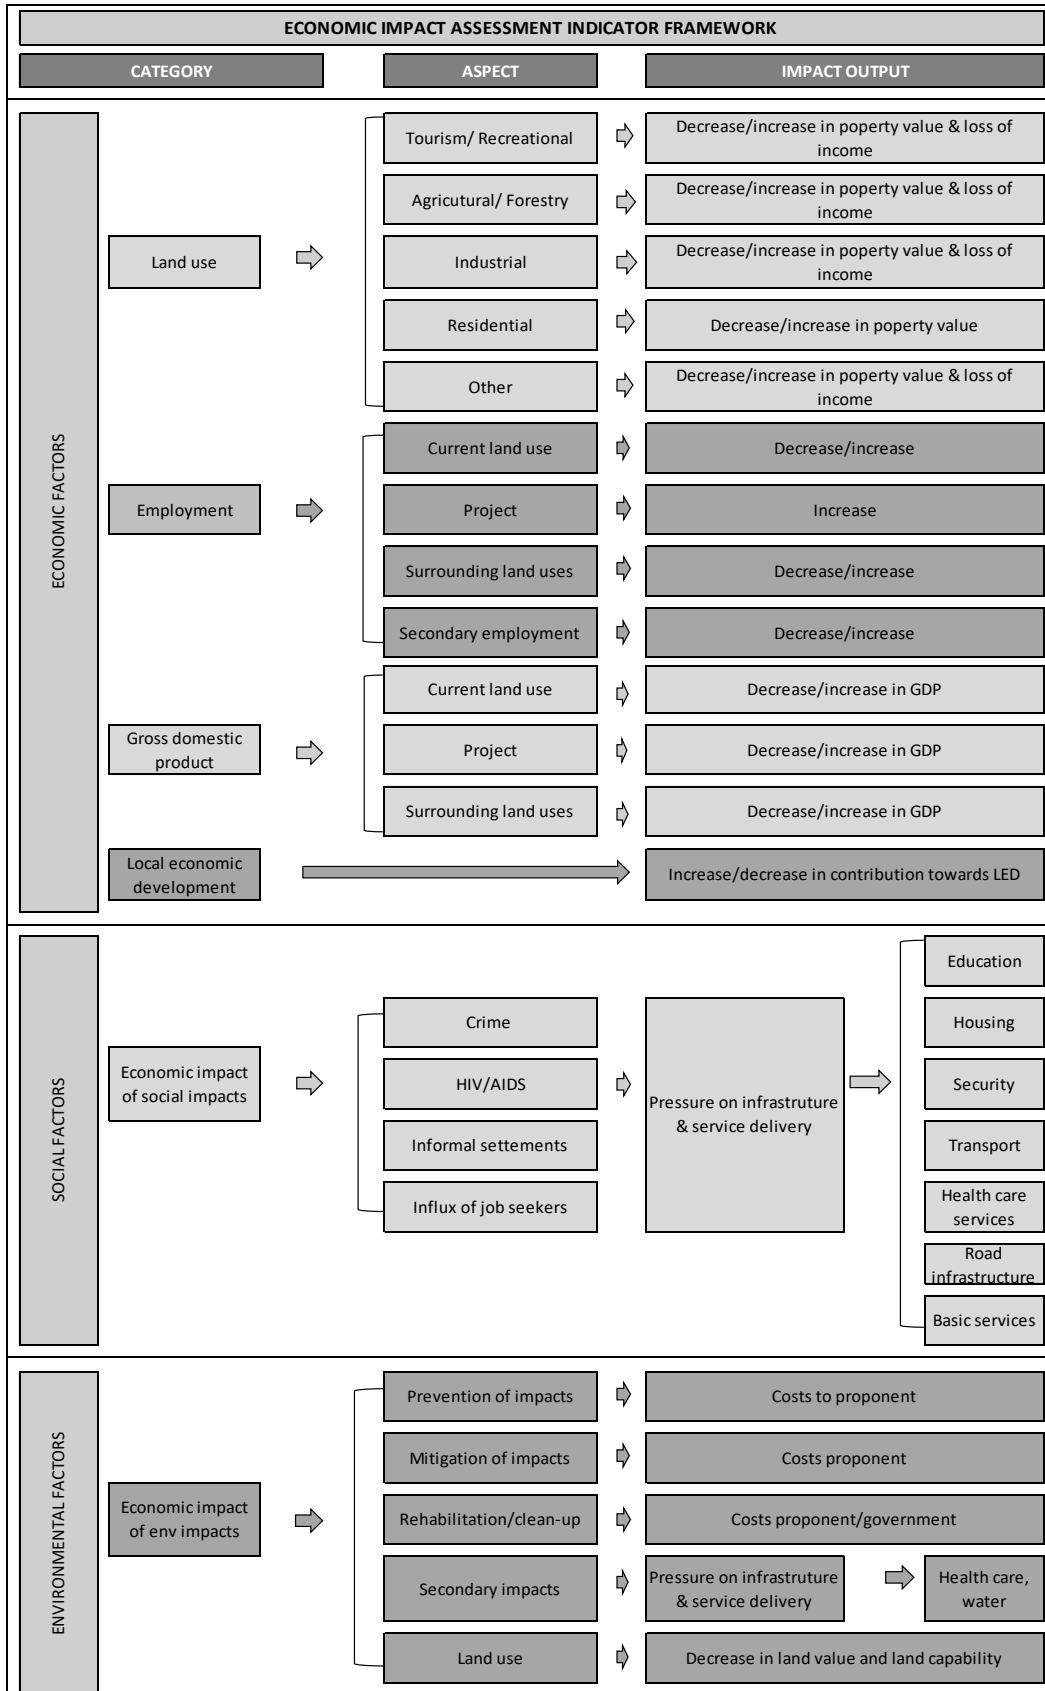 ECONOMIC IMPACT ASSESSMENT INDICATOR FRAMEWORK
CATEGORY
ASPECT
IMPACT OUTPUT
ECONOMIC FACTORS
Land use
Tourism/ Recreational
Decrease/increase in poperty value & loss of
income
Agricutural/ Forestry
Decrease/increase in poperty value & loss of
income
Industrial
Decrease/increase in poperty value & loss of
income
Residential
Decrease/increase in poperty value
Other
Decrease/increase in poperty value & loss of
income
Employment
Current land use
Decrease/increase
Project
Increase
Surrounding land uses
Decrease/increase
Secondary employment
Decrease/increase
Gross domestic
product
Current land use
Decrease/increase in GDP
Project
Decrease/increase in GDP
Surrounding land uses
Decrease/increase in GDP
Local economic
development
Increase/decrease in contribution towards LED
SOCIAL FACTORS
Economic impact
of social impacts
Crime
HIV/AIDS
Informal settements
Influx of job seekers
Pressure on infrastruture
& service delivery
Education
Housing
Security
Transport
Health care
services
Road
infrastructure
Basic services
ENVIRONMENTAL FACTORS
Economic impact
of env impacts
Prevention of impacts
Costs to proponent
Mitigation of impacts
Costs proponent
Rehabilitation/clean-up
Costs proponent/government
Secondary impacts
Pressure on infrastruture
& service delivery
Health care,
water
Land use
Decrease in land value and land capability